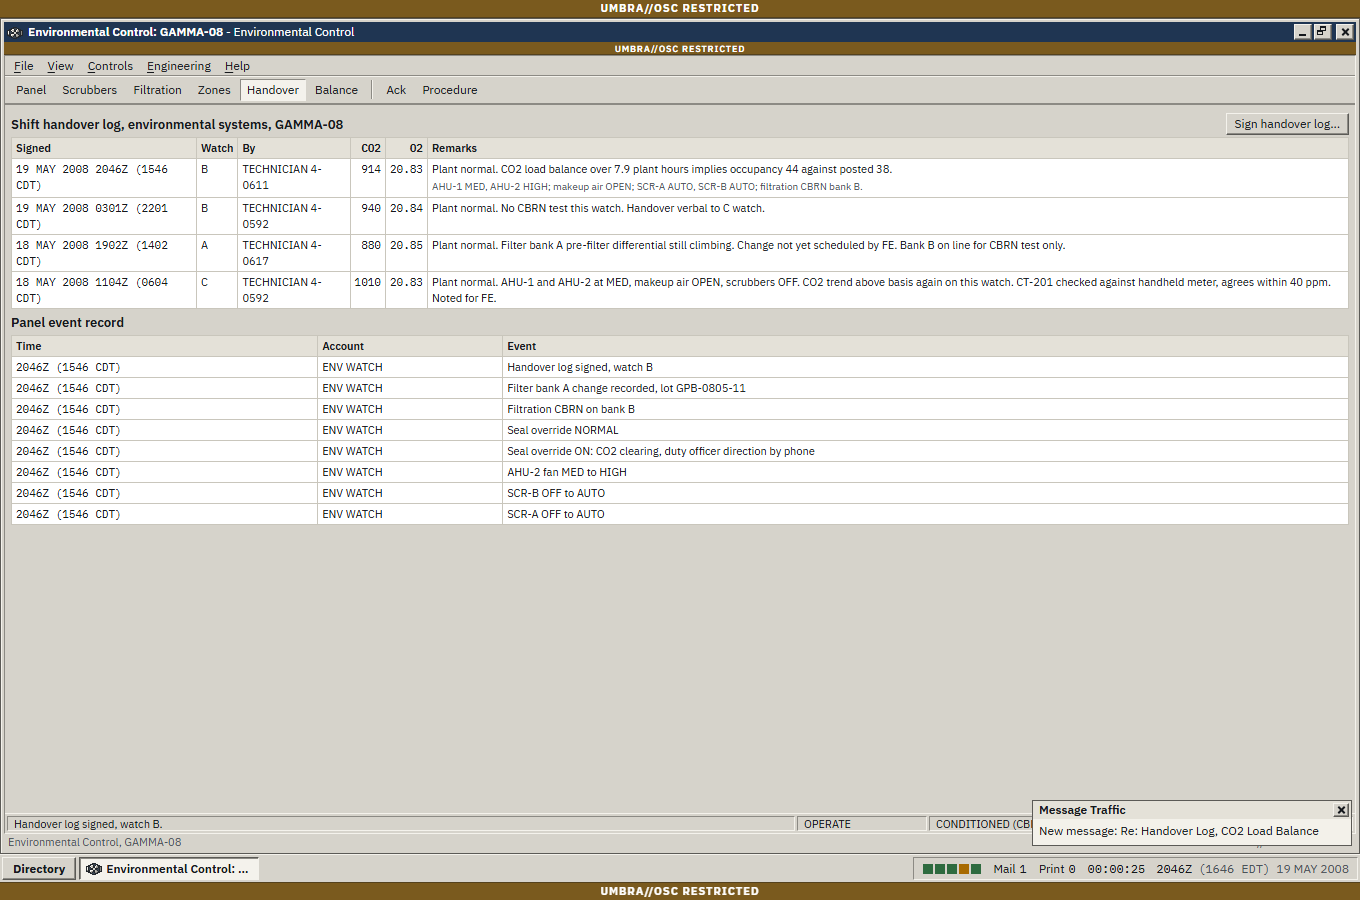 UMBRA//OSC RESTRICTED
Environmental Control: GAMMA-08 - Environmental Control
UMBRA//OSC RESTRICTED
File View Controls Engineering Help
Panel Scrubbers Filtration Zones Handover Balance Ack Procedure
Shift handover log, environmental systems, GAMMA-08
Sign handover log...
Signed Watch By CO2 O2 Remarks
19 MAY 2008 2046Z (1546 CDT) B TECHNICIAN 4-0611 914 20.83 Plant normal. CO2 load balance over 7.9 plant hours implies occupancy 44 against posted 38.
AHU-1 MED, AHU-2 HIGH; makeup air OPEN; SCR-A AUTO, SCR-B AUTO; filtration CBRN bank B.
19 MAY 2008 0301Z (2201 CDT) B TECHNICIAN 4-0592 940 20.84 Plant normal. No CBRN test this watch. Handover verbal to C watch.
18 MAY 2008 1902Z (1402 CDT) A TECHNICIAN 4-0617 880 20.85 Plant normal. Filter bank A pre-filter differential still climbing. Change not yet scheduled by FE. Bank B on line for CBRN test only.
18 MAY 2008 1104Z (0604 CDT) C TECHNICIAN 4-0592 1010 20.83 Plant normal. AHU-1 and AHU-2 at MED, makeup air OPEN, scrubbers OFF. CO2 trend above basis again on this watch. CT-201 checked against handheld meter, agrees within 40 ppm.
Noted for FE.
Panel event record
Time Account Event
2046Z (1546 CDT) ENV WATCH Handover log signed, watch B
2046Z (1546 CDT) ENV WATCH Filter bank A change recorded, lot GPB-0805-11
2046Z (1546 CDT) ENV WATCH Filtration CBRN on bank B
2046Z (1546 CDT) ENV WATCH Seal override NORMAL
2046Z (1546 CDT) ENV WATCH Seal override ON: CO2 clearing, duty officer direction by phone
2046Z (1546 CDT) ENV WATCH AHU-2 fan MED to HIGH
2046Z (1546 CDT) ENV WATCH SCR-B OFF to AUTO
2046Z (1546 CDT) ENV WATCH SCR-A OFF to AUTO
Message Traffic
New message: Re: Handover Log, CO2 Load Balance
Handover log signed, watch B. OPERATE CONDITIONED (CB
Environmental Control, GAMMA-08
Directory Environmental Control: ... Mail 1 Print 0 00:00:25 2046Z (1646 EDT) 19 MAY 2008
UMBRA//OSC RESTRICTED